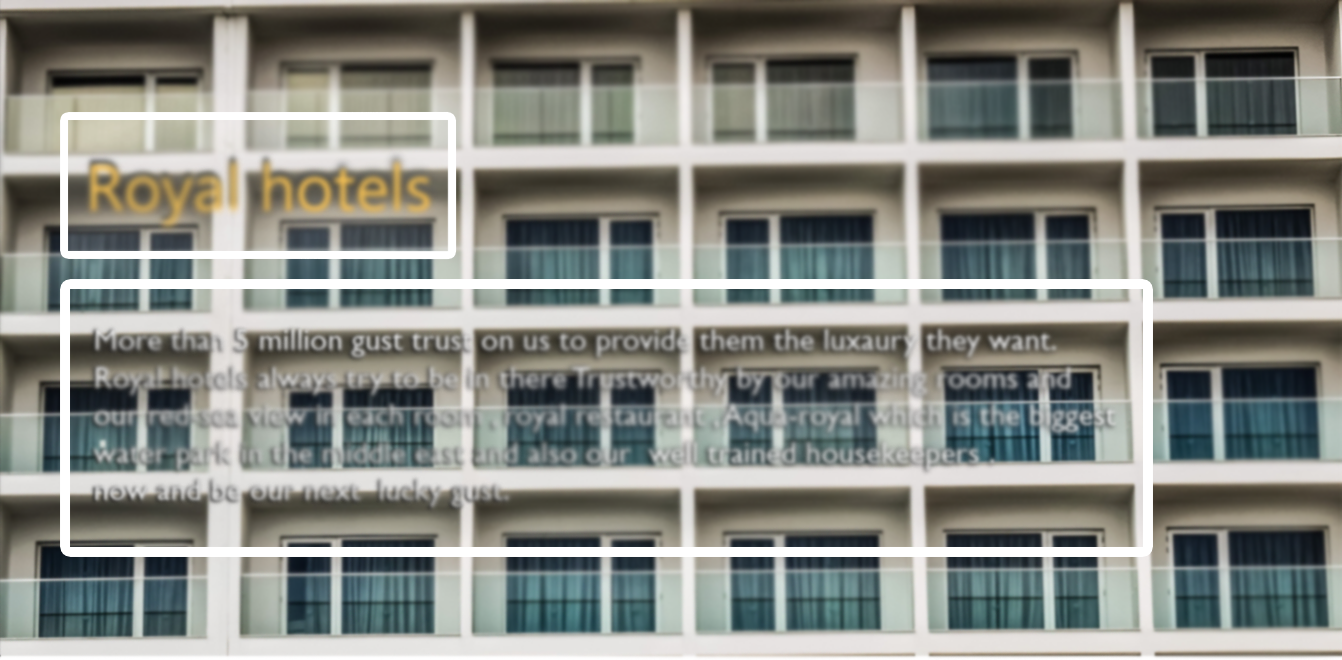 Royal hotels
More than 5 million gust trust on us to provide them the luxaury they want.
Royal hotels always try to be in there Trustworthy by our amazing rooms and
our red-sea view in each room , royal restaurant , Aqua-royal which is the biggest
water park in the middle east and also our well trained housekeepers .
now and be our next lucky gust.